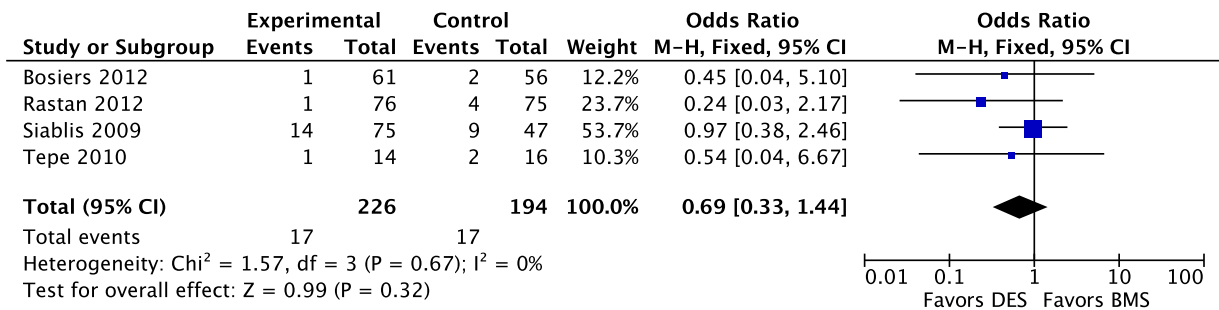 Experimental Control Odds Ratio Odds Ratio
Study or Subgroup Events Total Events Total Weight M-H, Fixed, 95% CI M-H, Fixed, 95% CI
Bosiers 2012 1 61 2 56 12.2% 0.45 [0.04, 5.10]
Rastan 2012 1 76 4 75 23.7% 0.24 [0.03, 2.17]
Siablis 2009 14 75 9 47 53.7% 0.97 [0.38, 2.46]
Tepe 2010 1 14 2 16 10.3% 0.54 [0.04, 6.67]
Total (95% CI) 226 194 100.0% 0.69 [0.33, 1.44]
Total events 17 17
Heterogeneity: Chi² = 1.57, df = 3 (P = 0.67); I² = 0%
Test for overall effect: Z = 0.99 (P = 0.32)
0.01 0.1 1 10 100
Favors DES Favors BMS